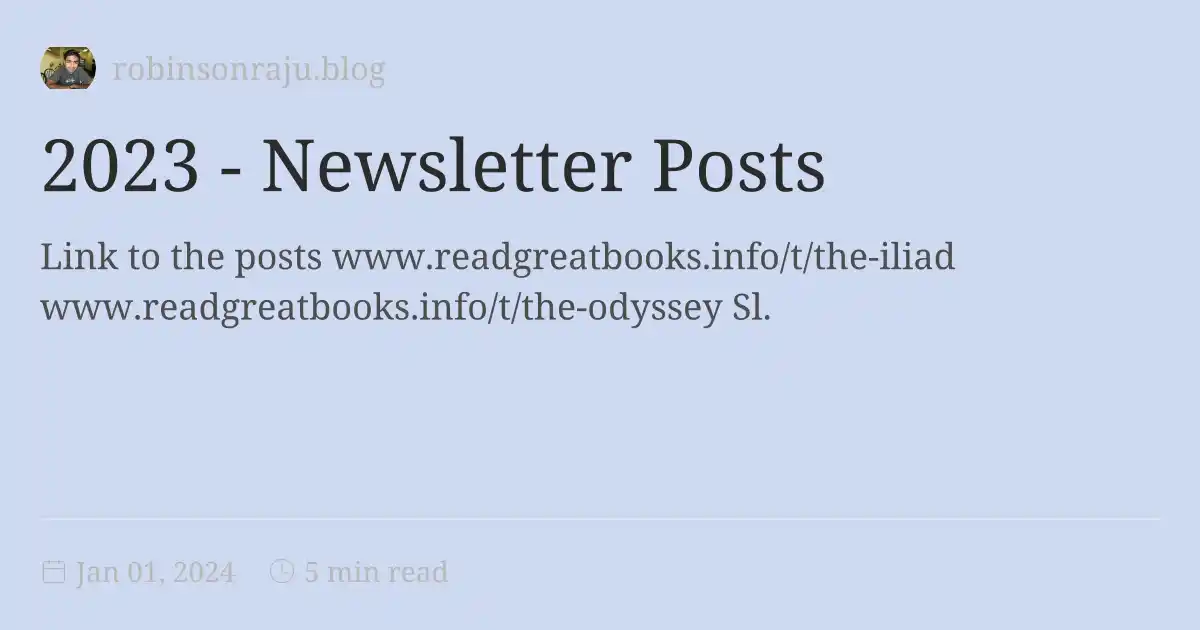 robinsonraju.blog
2023 - Newsletter Posts
Link to the posts www.readgreatbooks.info/t/the-iliad
www.readgreatbooks.info/t/the-odyssey Sl.
Jan 01, 2024 5 min read